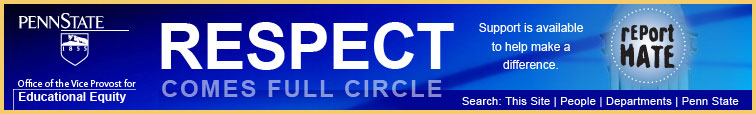 PENNSTATE
1855
Office of the Vice Provost for
Educational Equity
RESPECT
COMES FULL CIRCLE
Support is available
to help make a
difference.
rEPorT
HATE
Search: This Site | People | Departments | Penn State